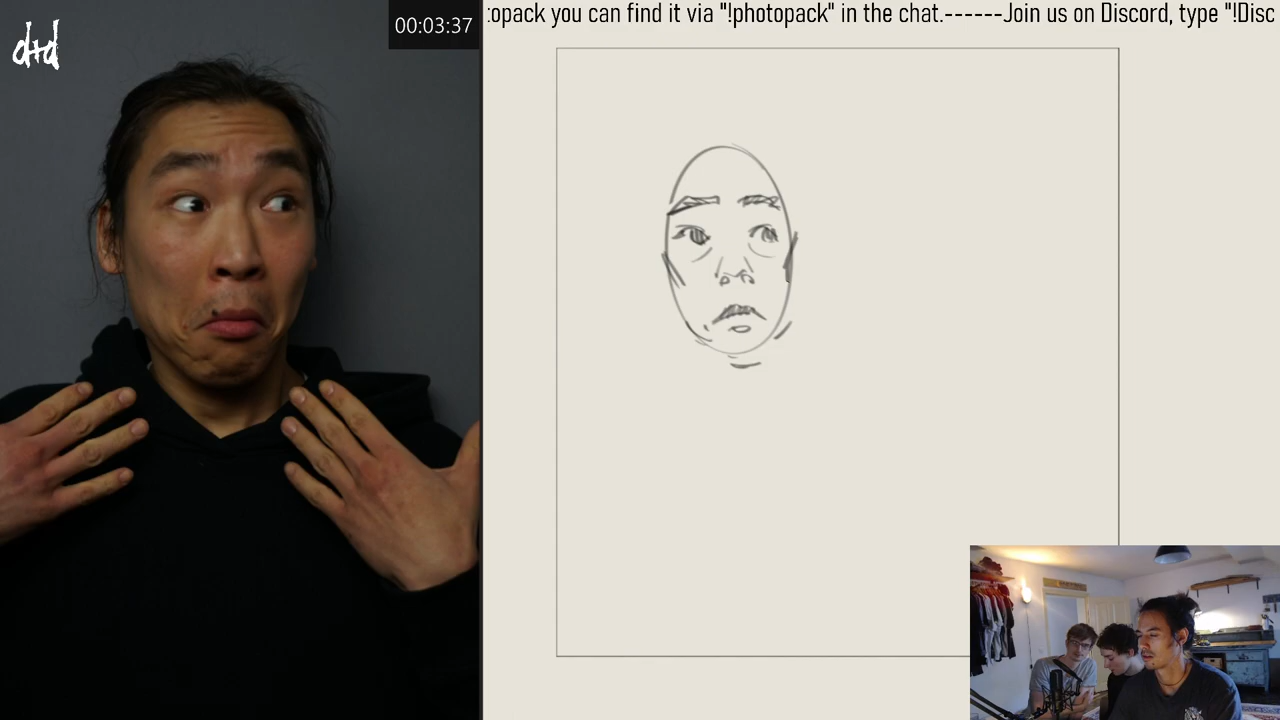 d+d
00:03:37
:opack you can find it via "!photopack" in the chat.------Join us on Discord, type "!Disc